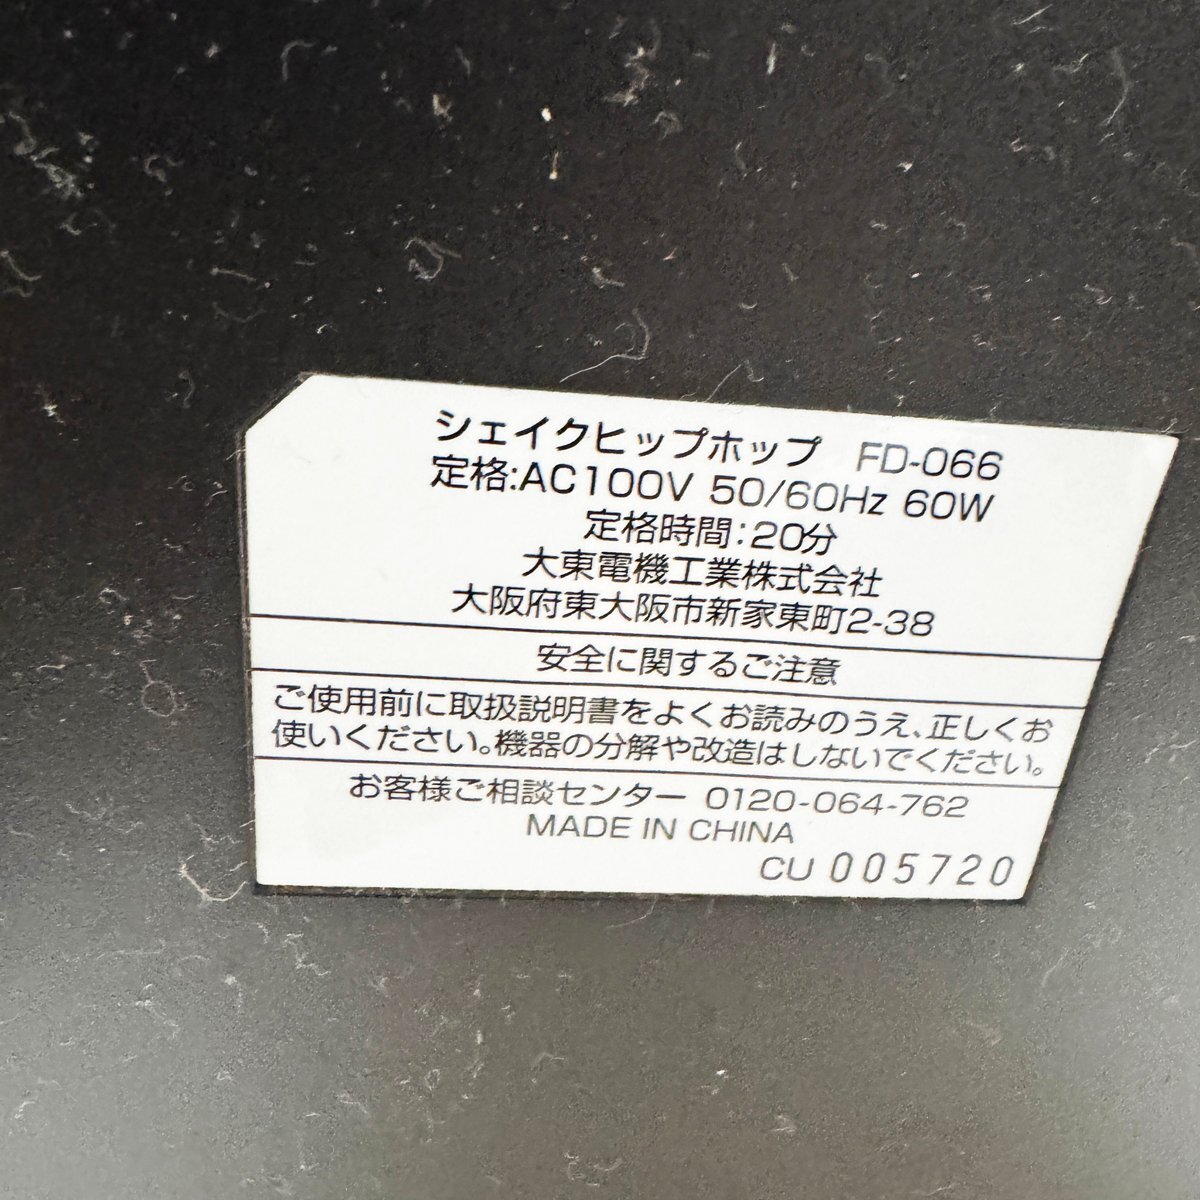 シェイクヒップホップ FD-066
定格:AC100V 50/60Hz 60W
定格時間:20分
大東電機工業株式会社
大阪府東大阪市新家東町2-38
安全に関するご注意
ご使用前に取扱説明書をよくお読みのうえ、正しくお
使いください。機器の分解や改造はしないでください。
お客様ご相談センター 0120-064-762
MADE IN CHINA
CU 005720